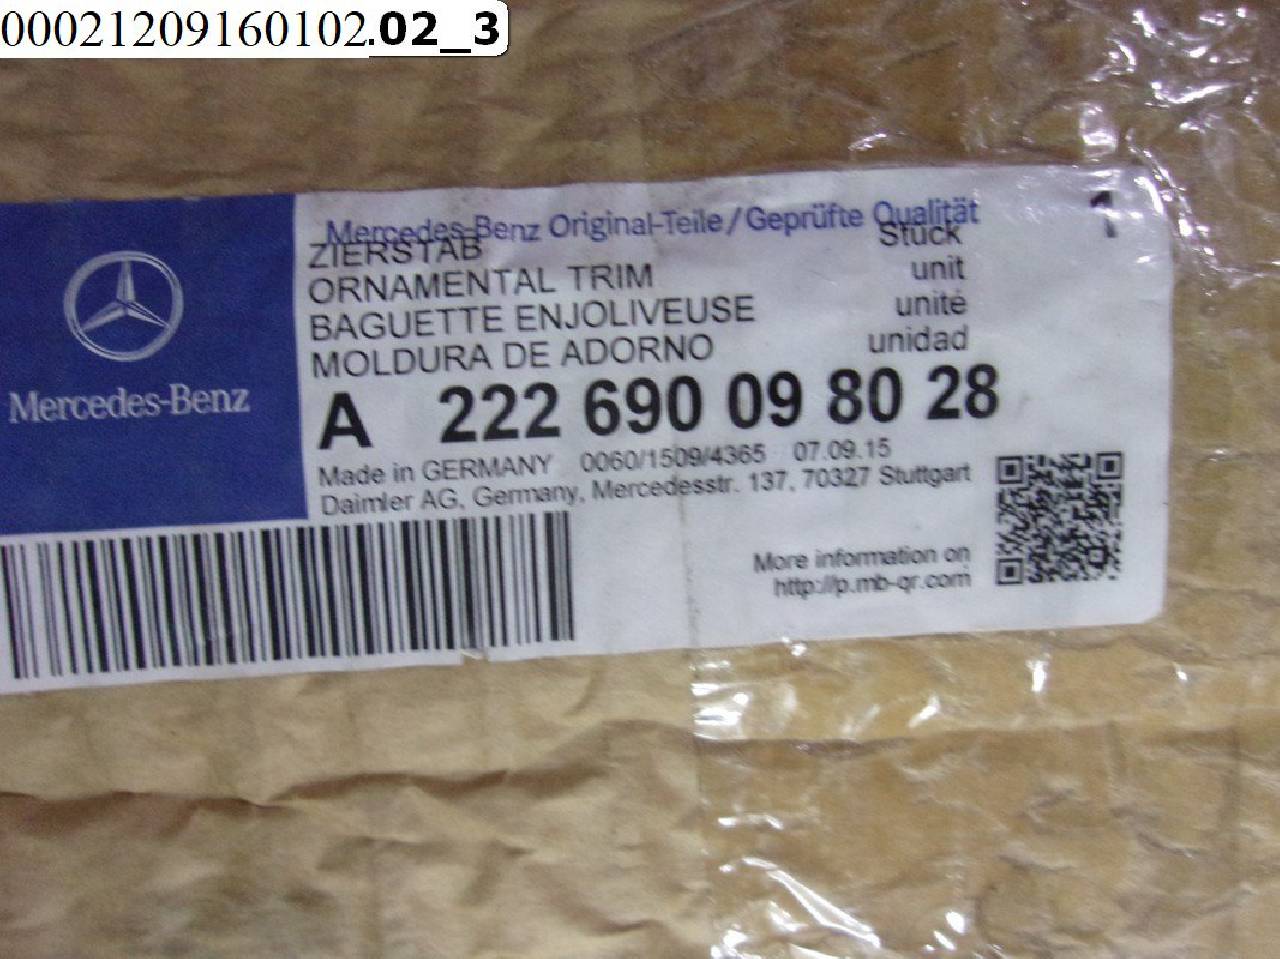 00021209160102.02_3
Mercedes-Benz Original-Teile/Geprüfte Qualität
1
ZIERSTAB Stück
ORNAMENTAL TRIM unit
BAGUETTE ENJOLIVEUSE unité
MOLDURA DE ADORNO unidad
Mercedes-Benz
A 222 690 09 80 28
Made in GERMANY 0060/1509/4365 07.09.15
Daimler AG, Germany, Mercedesstr. 137, 70327 Stuttgart
More information on
http://p.mb-qr.com